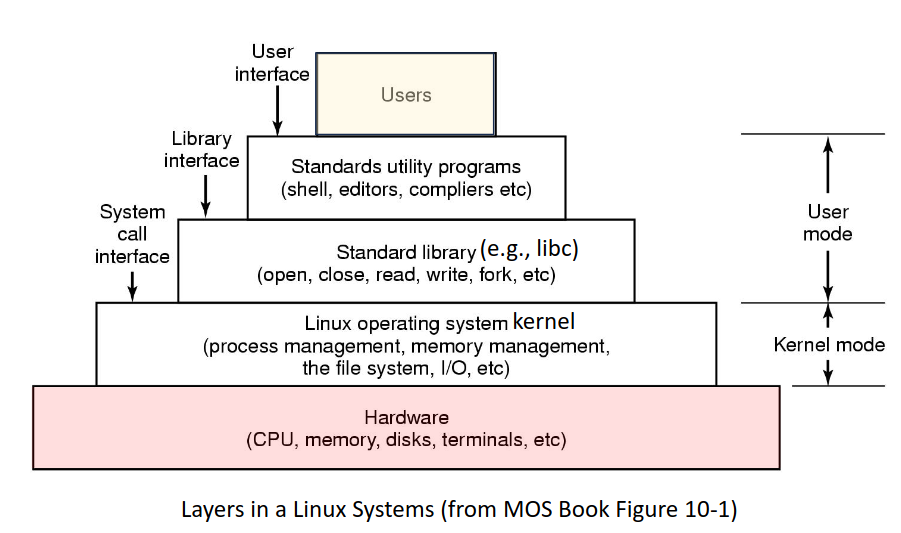 User
interface
Users
Library
interface
Standards utility programs
(shell, editors, compliers etc)
System
call
interface
Standard library (e.g., libc)
(open, close, read, write, fork, etc)
User
mode
Linux operating system kernel
(process management, memory management,
the file system, I/O, etc)
Kernel mode
Hardware
(CPU, memory, disks, terminals, etc)
Layers in a Linux Systems (from MOS Book Figure 10-1)